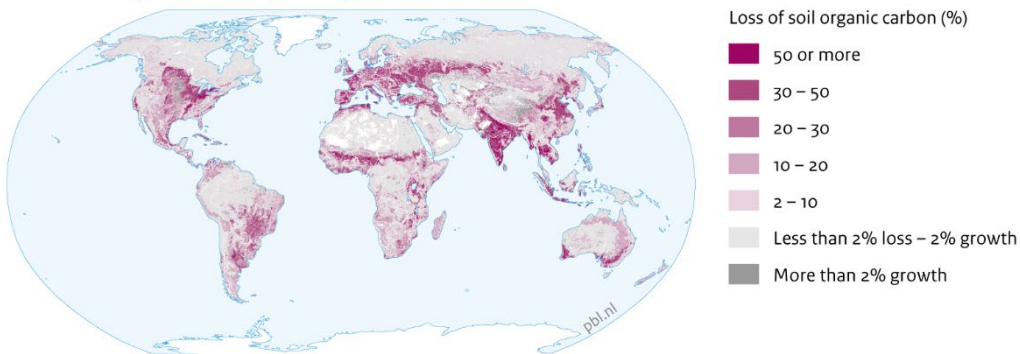 Loss of soil organic carbon (%)
50 or more
30 – 50
20 – 30
10 – 20
2 – 10
Less than 2% loss – 2% growth
More than 2% growth
pbl.nl